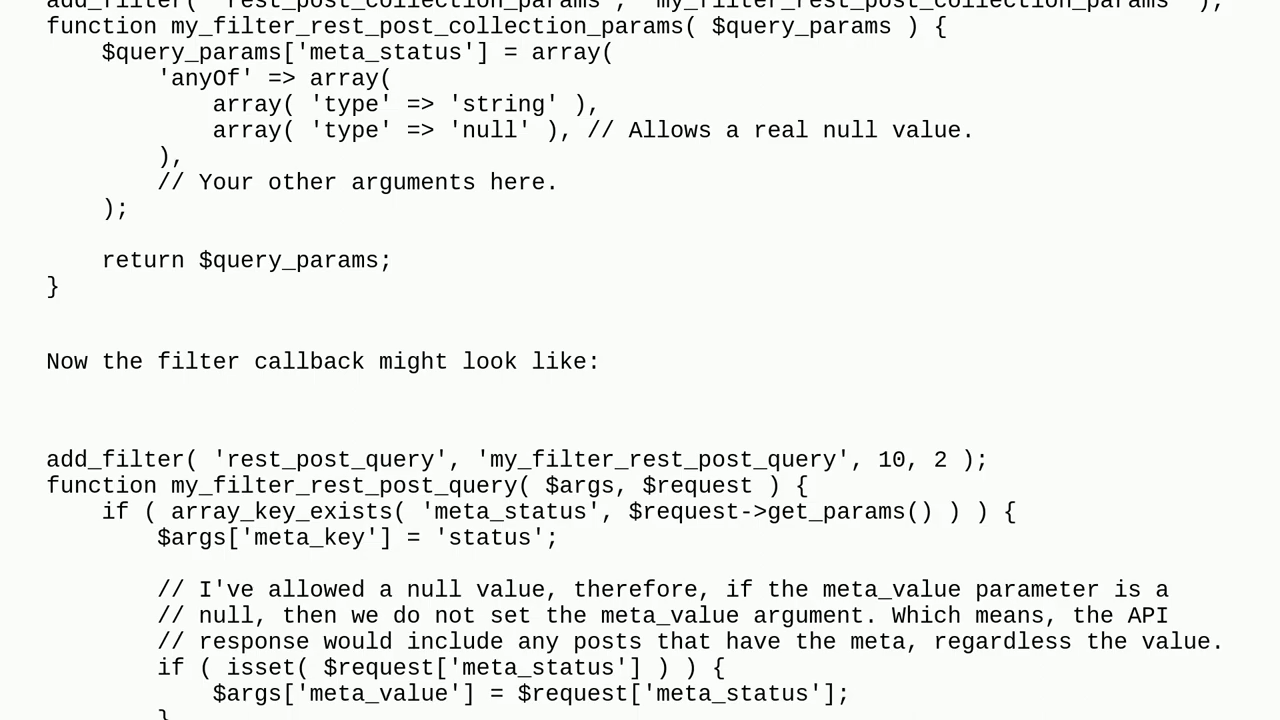 add_filter( 'rest_post_collection_params', 'my_filter_rest_post_collection_params' );
function my_filter_rest_post_collection_params( $query_params ) {
    $query_params['meta_status'] = array(
        'anyOf' => array(
            array( 'type' => 'string' ),
            array( 'type' => 'null' ), // Allows a real null value.
        ),
        // Your other arguments here.
    );

    return $query_params;
}

Now the filter callback might look like:

add_filter( 'rest_post_query', 'my_filter_rest_post_query', 10, 2 );
function my_filter_rest_post_query( $args, $request ) {
    if ( array_key_exists( 'meta_status', $request->get_params() ) ) {
        $args['meta_key'] = 'status';

        // I've allowed a null value, therefore, if the meta_value parameter is a
        // null, then we do not set the meta_value argument. Which means, the API
        // response would include any posts that have the meta, regardless the value.
        if ( isset( $request['meta_status'] ) ) {
            $args['meta_value'] = $request['meta_status'];
        }